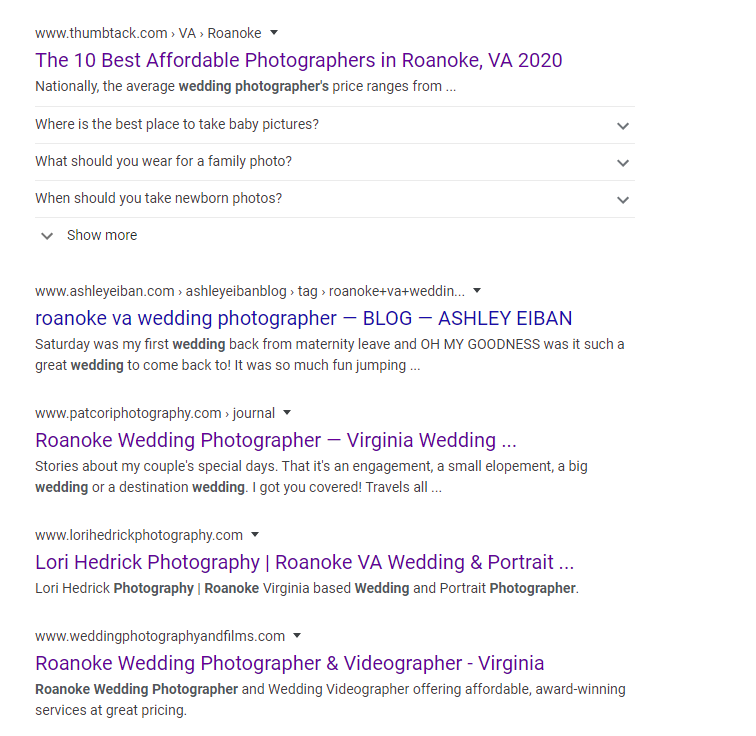 www.thumbtack.com › VA › Roanoke
The 10 Best Affordable Photographers in Roanoke, VA 2020
Nationally, the average wedding photographer's price ranges from ...
Where is the best place to take baby pictures?
What should you wear for a family photo?
When should you take newborn photos?
Show more
www.ashleyeiban.com › ashleyeibanblog › tag › roanoke+va+weddin...
roanoke va wedding photographer — BLOG — ASHLEY EIBAN
Saturday was my first wedding back from maternity leave and OH MY GOODNESS was it such a
great wedding to come back to! It was so much fun jumping ...
www.patcoriphotography.com › journal
Roanoke Wedding Photographer — Virginia Wedding ...
Stories about my couple's special days. That it's an engagement, a small elopement, a big
wedding or a destination wedding. I got you covered! Travels all ...
www.lorihedrickphotography.com
Lori Hedrick Photography | Roanoke VA Wedding & Portrait ...
Lori Hedrick Photography | Roanoke Virginia based Wedding and Portrait Photographer.
www.weddingphotographyandfilms.com
Roanoke Wedding Photographer & Videographer - Virginia
Roanoke Wedding Photographer and Wedding Videographer offering affordable, award-winning
services at great pricing.